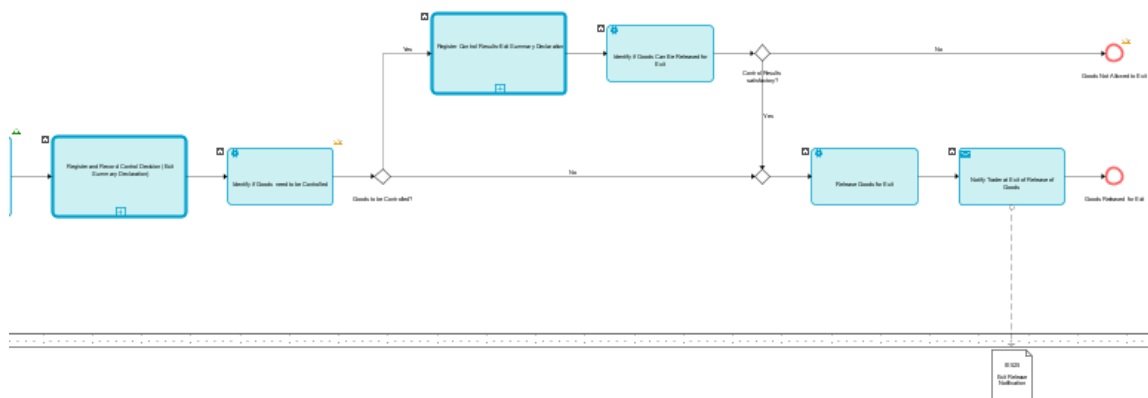 Yes
Register Control Results Exit Summary Declaration
Identify if Goods Can Be Released for
Exit
Control Results
satisfactory?
No
Goods Not Allowed to Exit
Yes
Register and Record Control Decision (Exit
Summary Declaration)
Identify if Goods need to be Controlled
Goods to be Controlled?
No
Release Goods for Exit
Notify Trader at Exit of Release of
Goods
Goods Released for Exit
Exit Release
Notification